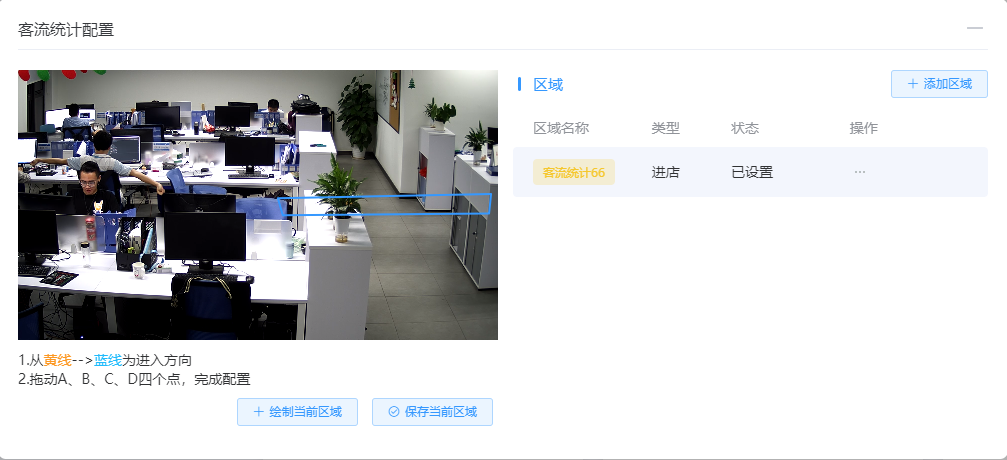 客流统计配置
区域
+ 添加区域
区域名称 类型 状态 操作
客流统计66 进店 已设置 ···
1.从黄线-->蓝线为进入方向
2.拖动A、B、C、D四个点，完成配置
+ 绘制当前区域
保存当前区域